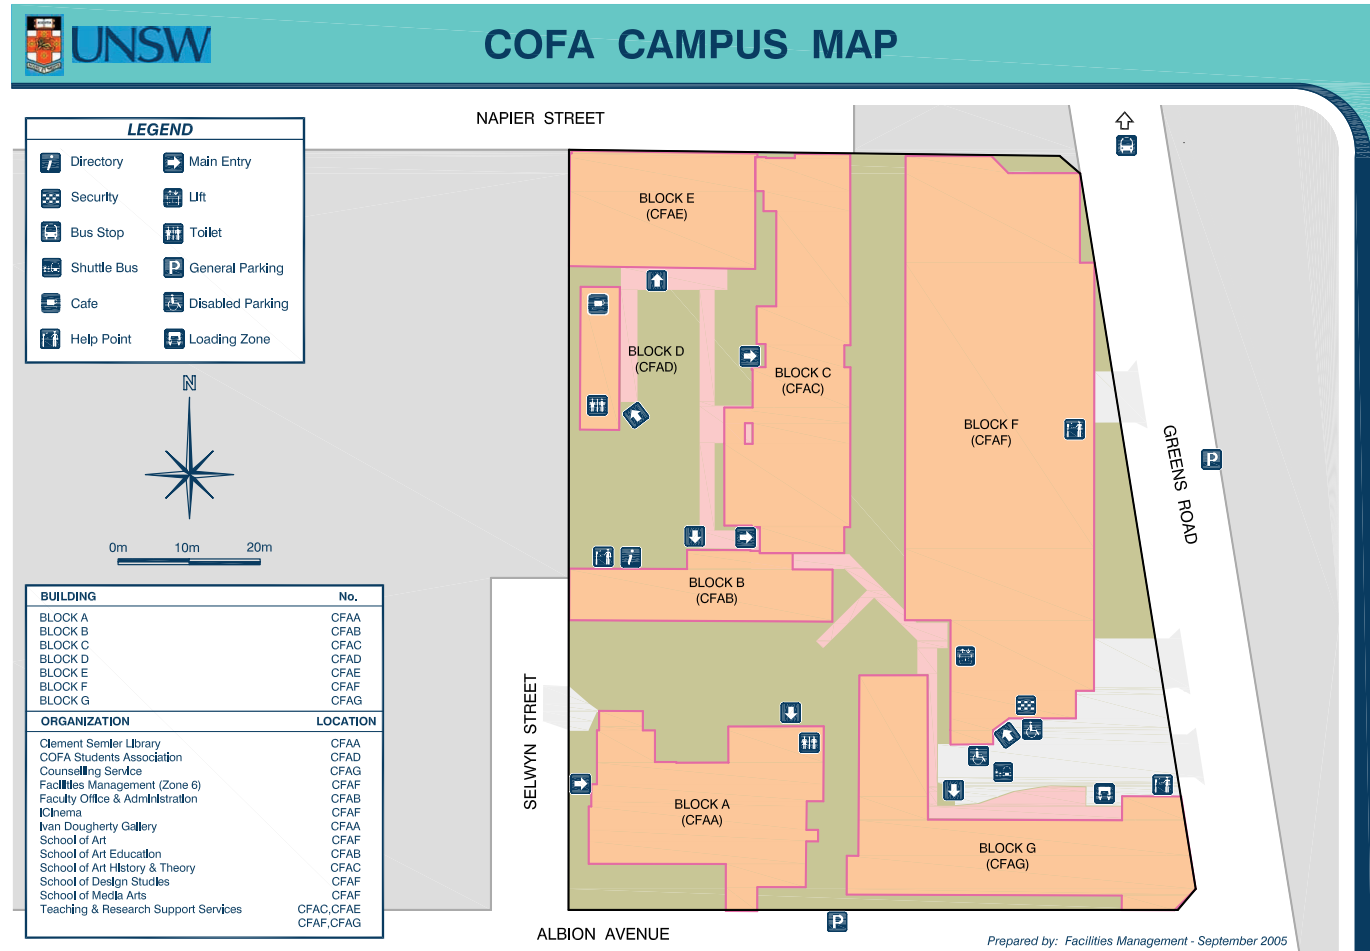 UNSW
COFA CAMPUS MAP
LEGEND
Directory
Main Entry
Security
Lift
Bus Stop
Toilet
Shuttle Bus
P General Parking
Cafe
Disabled Parking
Help Point
Loading Zone
N
0m 10m 20m
NAPIER STREET
BLOCK E
(CFAE)
BLOCK D
(CFAD)
BLOCK C
(CFAC)
BLOCK F
(CFAF)
GREENS ROAD
P
BLOCK B
(CFAB)
SELWYN STREET
BLOCK A
(CFAA)
BLOCK G
(CFAG)
P
ALBION AVENUE
BUILDING No.
BLOCK A CFAA
BLOCK B CFAB
BLOCK C CFAC
BLOCK D CFAD
BLOCK E CFAE
BLOCK F CFAF
BLOCK G CFAG
ORGANIZATION LOCATION
Clement Semler Library CFAA
COFA Students Association CFAD
Counselling Service CFAG
Facilities Management (Zone 6) CFAF
Faculty Office & Administration CFAB
ICinema CFAF
Ivan Dougherty Gallery CFAA
School of Art CFAF
School of Art Education CFAB
School of Art History & Theory CFAC
School of Design Studies CFAF
School of Media Arts CFAF
Teaching & Research Support Services CFAC,CFAE
CFAF,CFAG
Prepared by: Facilities Management - September 2005